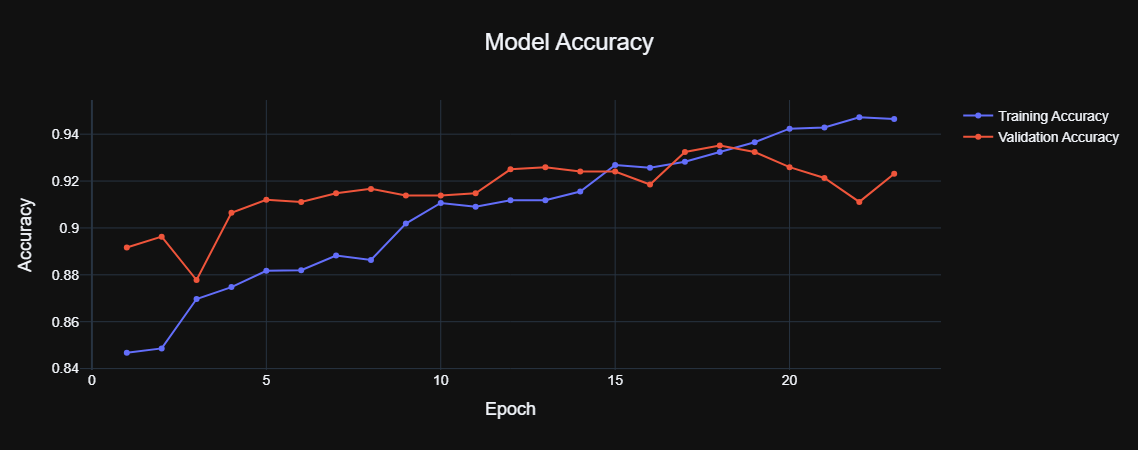 Model Accuracy
Training Accuracy
Validation Accuracy
0.94
0.92
0.9
0.88
0.86
0.84
Accuracy
0
5
10
15
20
Epoch